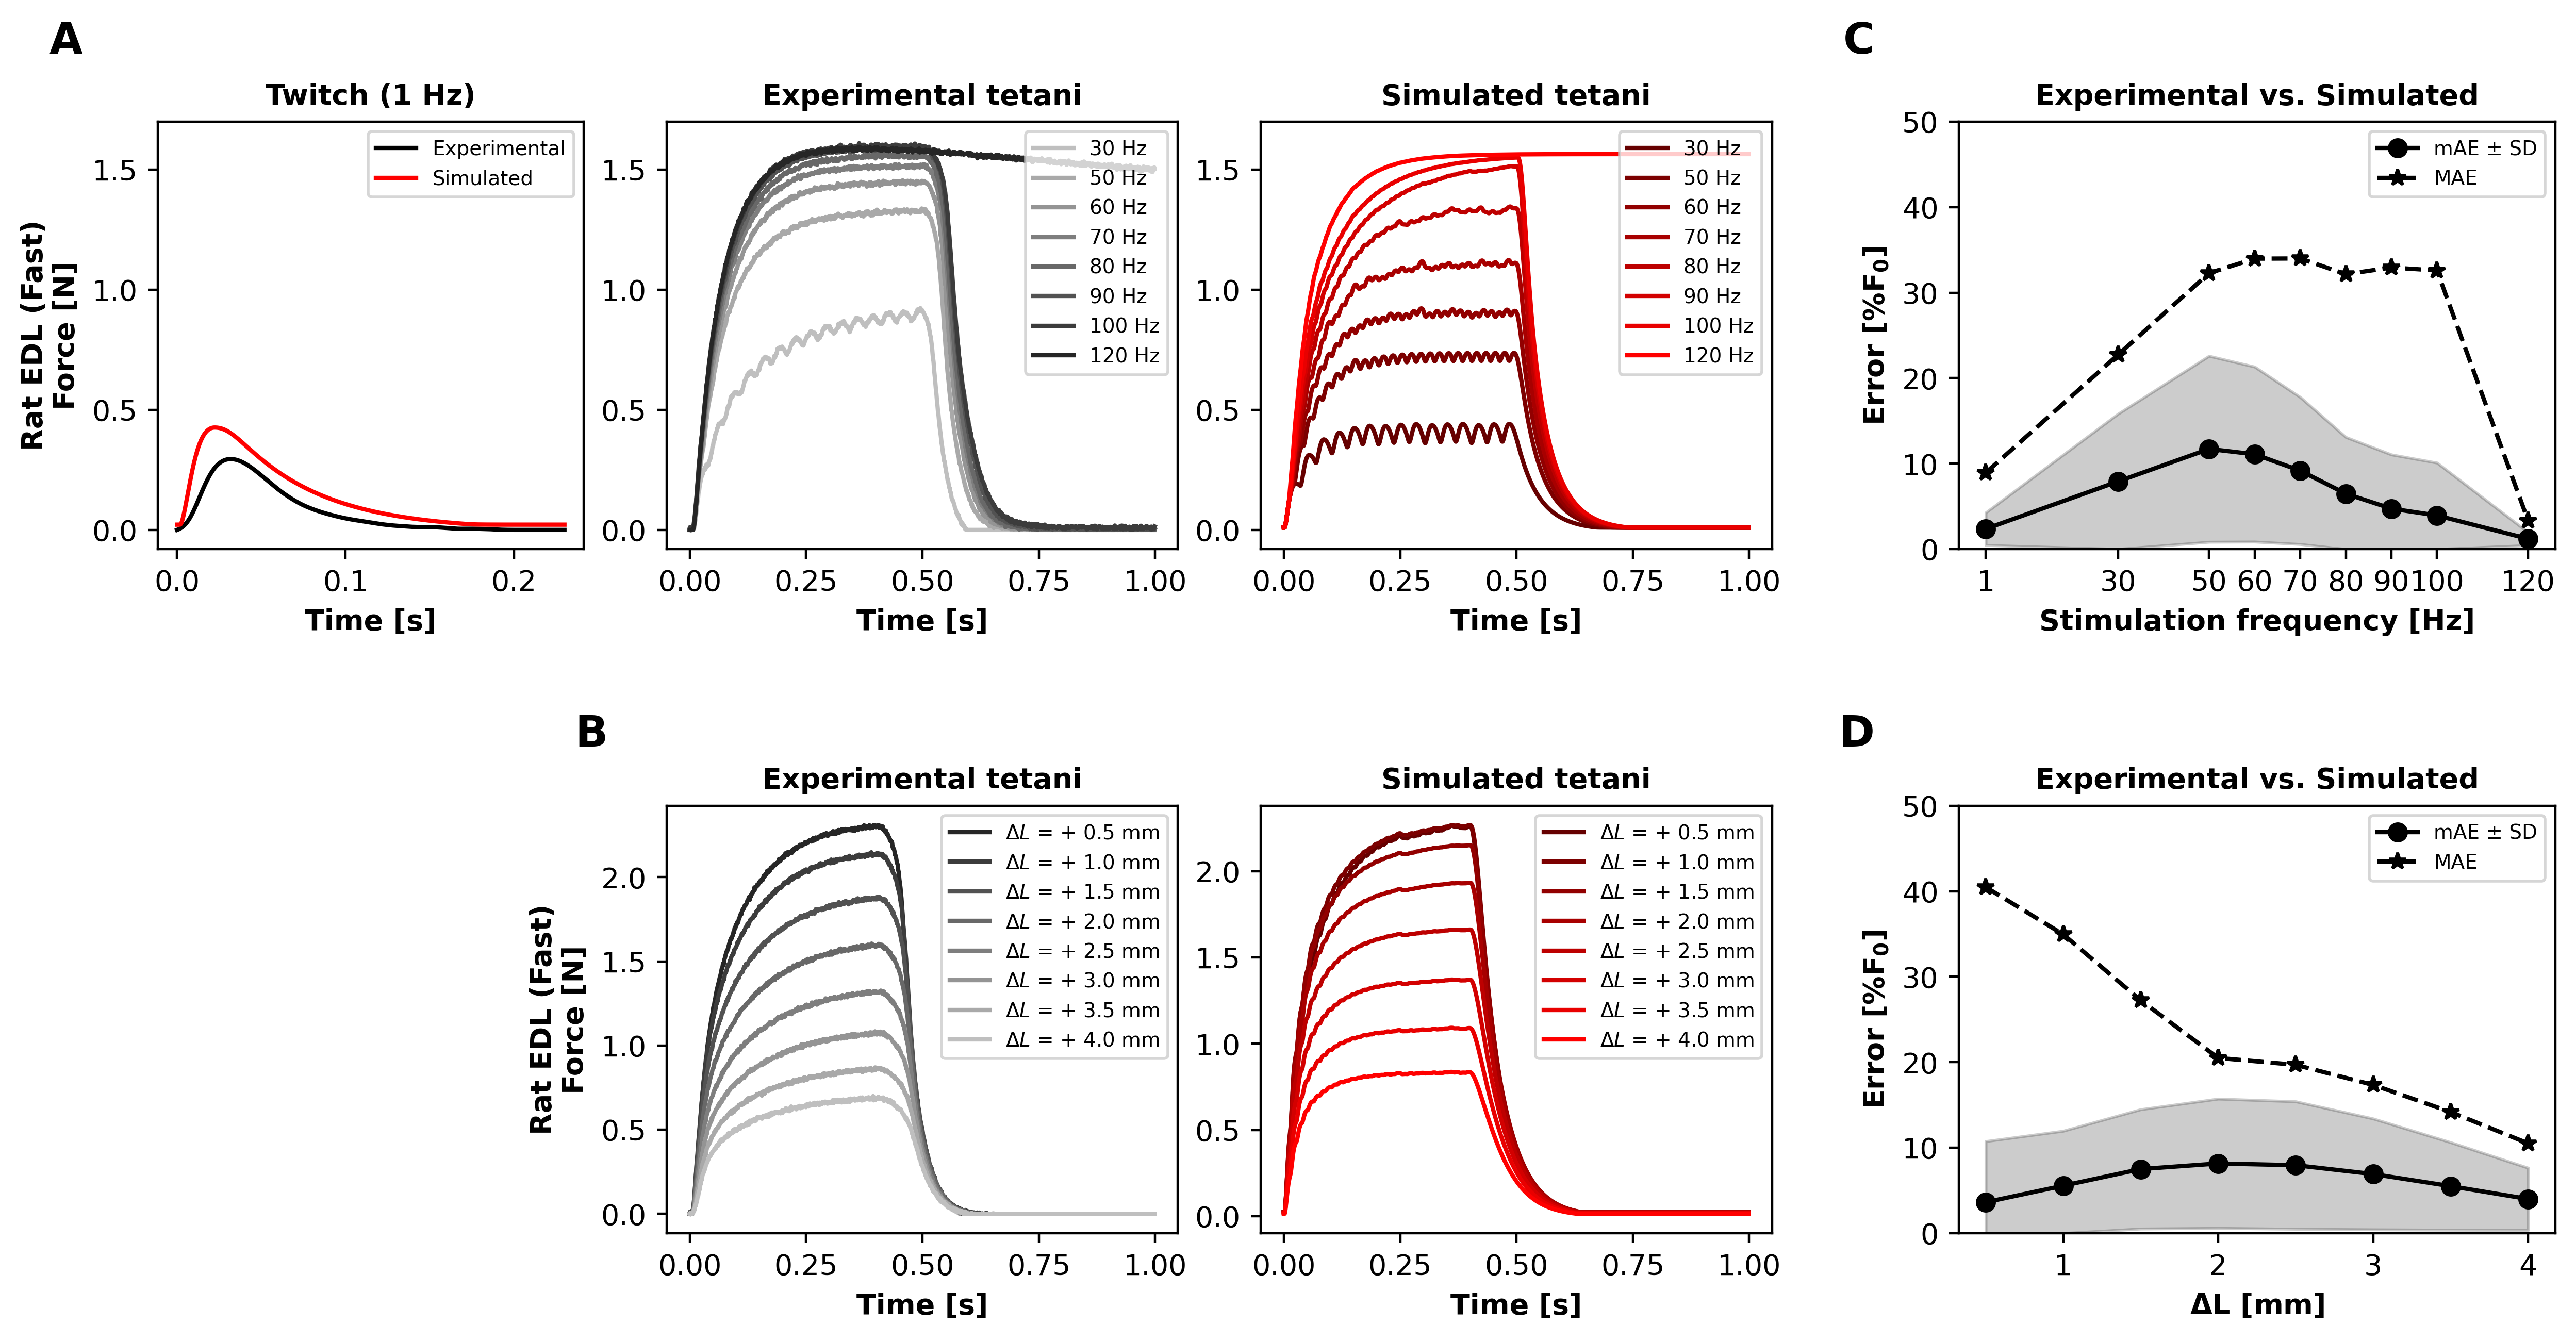 A
Twitch (1 Hz)
Rat EDL (Fast)
Force [N]
1.5
1.0
0.5
0.0
Experimental
Simulated
0.0
0.1
0.2
Time [s]
Experimental tetani
1.5
1.0
0.5
0.0
30 Hz
50 Hz
60 Hz
70 Hz
80 Hz
90 Hz
100 Hz
120 Hz
0.00
0.25
0.50
0.75
1.00
Time [s]
Simulated tetani
1.5
1.0
0.5
0.0
30 Hz
50 Hz
60 Hz
70 Hz
80 Hz
90 Hz
100 Hz
120 Hz
0.00
0.25
0.50
0.75
1.00
Time [s]
C
Experimental vs. Simulated
Error [%F₀]
50
40
30
20
10
0
mAE ± SD
MAE
1
30
50
60
70
80
90
100
120
Stimulation frequency [Hz]
B
Experimental tetani
Rat EDL (Fast)
Force [N]
2.0
1.5
1.0
0.5
0.0
ΔL = + 0.5 mm
ΔL = + 1.0 mm
ΔL = + 1.5 mm
ΔL = + 2.0 mm
ΔL = + 2.5 mm
ΔL = + 3.0 mm
ΔL = + 3.5 mm
ΔL = + 4.0 mm
0.00
0.25
0.50
0.75
1.00
Time [s]
Simulated tetani
2.0
1.5
1.0
0.5
0.0
ΔL = + 0.5 mm
ΔL = + 1.0 mm
ΔL = + 1.5 mm
ΔL = + 2.0 mm
ΔL = + 2.5 mm
ΔL = + 3.0 mm
ΔL = + 3.5 mm
ΔL = + 4.0 mm
0.00
0.25
0.50
0.75
1.00
Time [s]
D
Experimental vs. Simulated
Error [%F₀]
50
40
30
20
10
0
mAE ± SD
MAE
1
2
3
4
ΔL [mm]